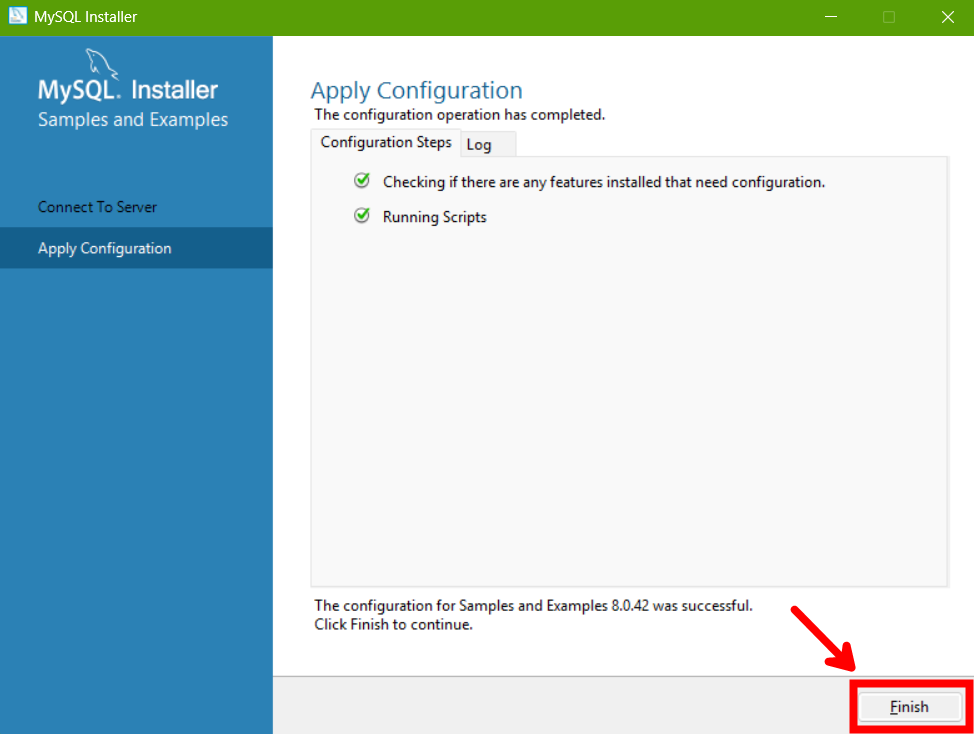 MySQL Installer
MySQL. Installer
Samples and Examples
Connect To Server
Apply Configuration
Apply Configuration
The configuration operation has completed.
Configuration Steps
Log
Checking if there are any features installed that need configuration.
Running Scripts
The configuration for Samples and Examples 8.0.42 was successful.
Click Finish to continue.
Finish